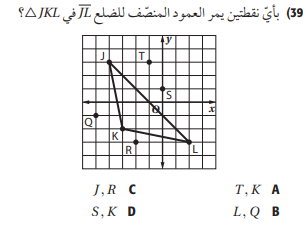 39) بأيّ نقطتين يمر العمود المنصّف للضلع JL في △JKL؟
y
J
T
S
O
x
Q
K
R
L
T, K A
J, R C
L, Q B
S, K D